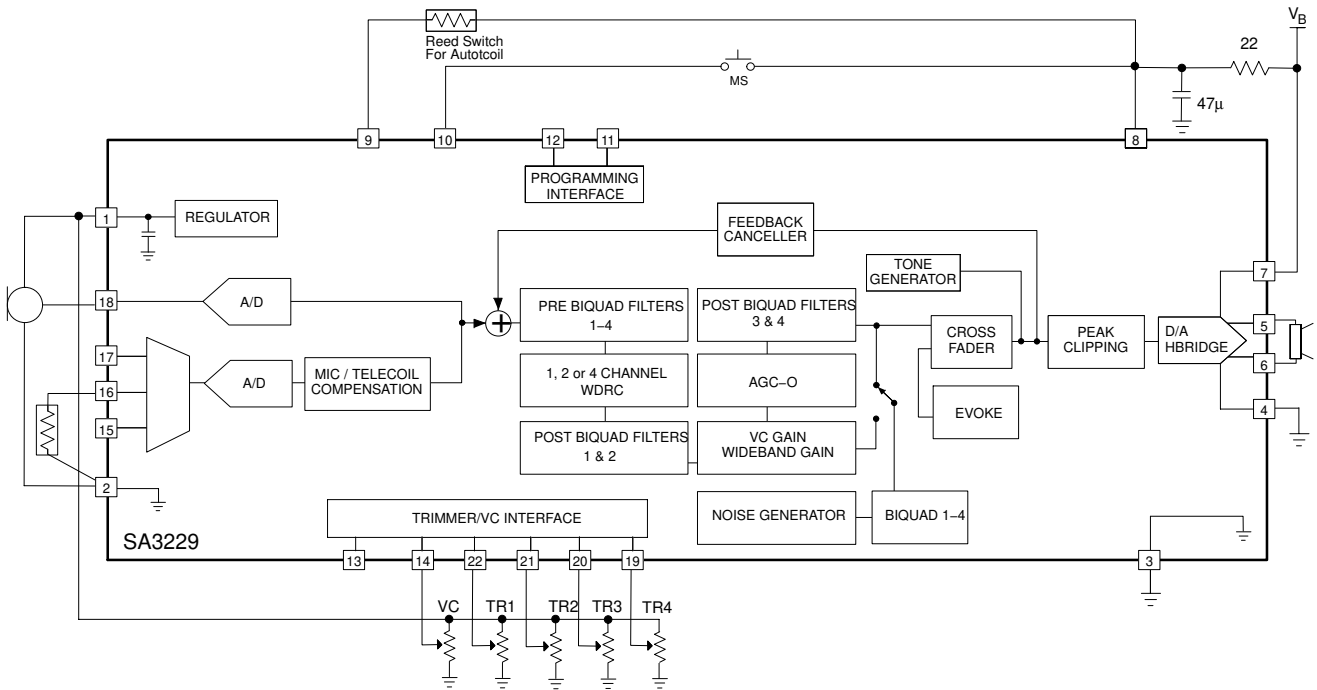 V_B
Reed Switch
For Autotcoil
22
MS
47µ
9
10
12
11
8
PROGRAMMING
INTERFACE
1
REGULATOR
FEEDBACK
CANCELLER
TONE
GENERATOR
7
18
A/D
+
PRE BIQUAD FILTERS
1–4
POST BIQUAD FILTERS
3 & 4
CROSS
FADER
PEAK
CLIPPING
D/A
HBRIDGE
5
6
17
16
15
A/D
MIC / TELECOIL
COMPENSATION
1, 2 or 4 CHANNEL
WDRC
AGC–O
EVOKE
4
POST BIQUAD FILTERS
1 & 2
VC GAIN
WIDEBAND GAIN
2
TRIMMER/VC INTERFACE
NOISE GENERATOR
BIQUAD 1–4
SA3229
13
14
22
21
20
19
3
VC
TR1
TR2
TR3
TR4